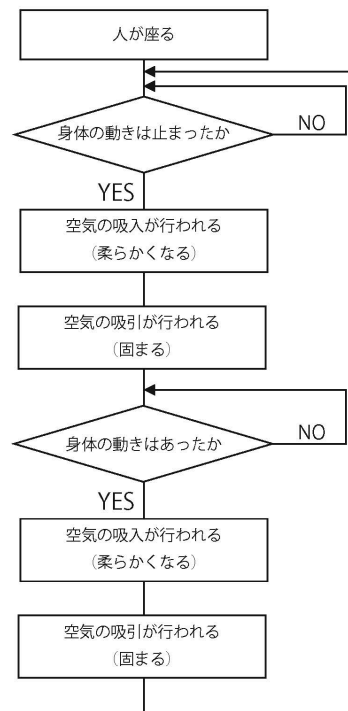 人が座る
身体の動きは止まったか
NO
YES
空気の吸入が行われる
（柔らかくなる）
空気の吸引が行われる
（固まる）
身体の動きはあったか
NO
YES
空気の吸入が行われる
（柔らかくなる）
空気の吸引が行われる
（固まる）